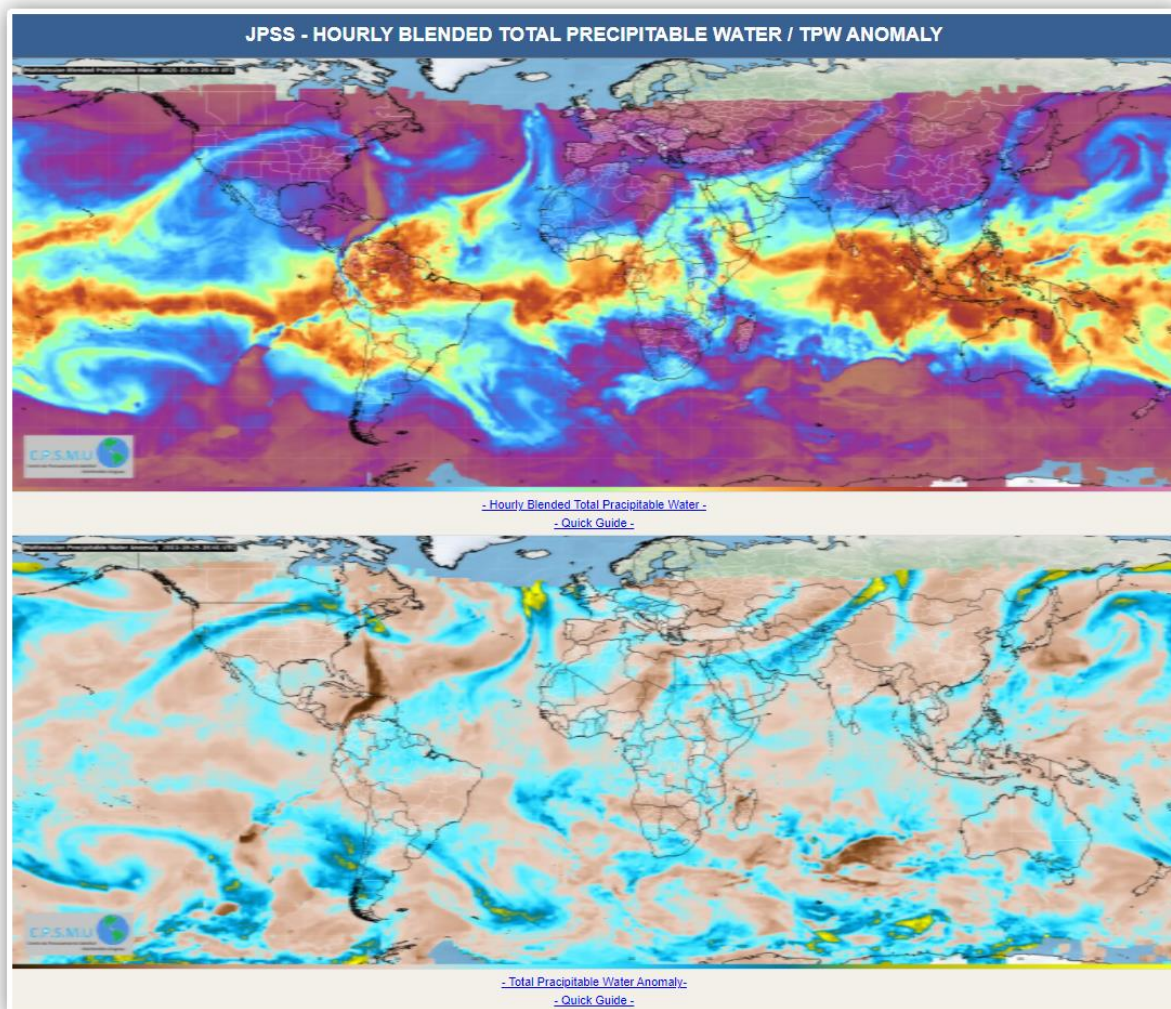 JPSS - HOURLY BLENDED TOTAL PRECIPITABLE WATER / TPW ANOMALY
C.P.S.M.U
- Hourly Blended Total Pracipitable Water -
- Quick Guide -
C.P.S.M.U
- Total Pracipitable Water Anomaly-
- Quick Guide -